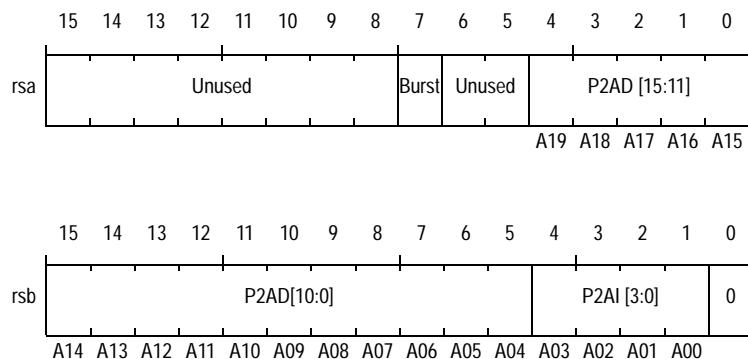 15 14 13 12 11 10 9 8 7 6 5 4 3 2 1 0
rsa Unused Burst Unused P2AD [15:11]
A19 A18 A17 A16 A15
15 14 13 12 11 10 9 8 7 6 5 4 3 2 1 0
rsb P2AD[10:0] P2AI [3:0] 0
A14 A13 A12 A11 A10 A09 A08 A07 A06 A05 A04 A03 A02 A01 A00